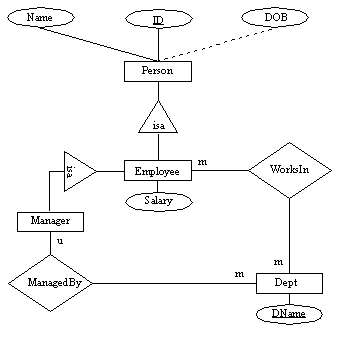 Name
ID
DOB
Person
isa
isa
Employee
m
WorksIn
Salary
Manager
u
m
ManagedBy
m
Dept
DName